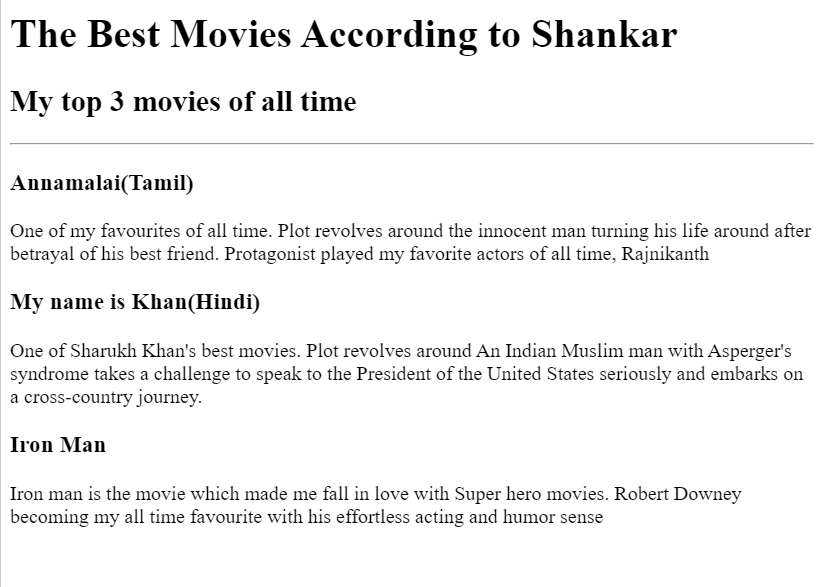 The Best Movies According to Shankar
My top 3 movies of all time
Annamalai(Tamil)
One of my favourites of all time. Plot revolves around the innocent man turning his life around after
betrayal of his best friend. Protagonist played my favorite actors of all time, Rajnikanth
My name is Khan(Hindi)
One of Sharukh Khan's best movies. Plot revolves around An Indian Muslim man with Asperger's
syndrome takes a challenge to speak to the President of the United States seriously and embarks on
a cross-country journey.
Iron Man
Iron man is the movie which made me fall in love with Super hero movies. Robert Downey
becoming my all time favourite with his effortless acting and humor sense